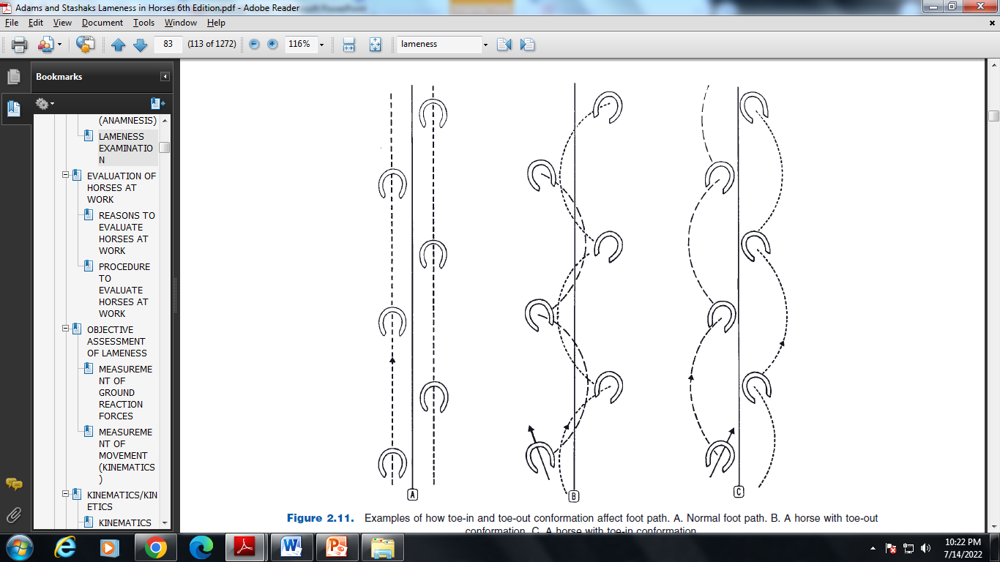 Adams and Stashaks Lameness in Horses 6th Edition.pdf - Adobe Reader
File Edit View Document Tools Window Help
83 (113 of 1272) 116% lameness
Bookmarks
(ANAMNESIS)
LAMENESS
EXAMINATIO
N
EVALUATION OF
HORSES AT
WORK
REASONS TO
EVALUATE
HORSES AT
WORK
PROCEDURE
TO
EVALUATE
HORSES AT
WORK
OBJECTIVE
ASSESSMENT
OF LAMENESS
MEASUREME
NT OF
GROUND
REACTION
FORCES
MEASUREME
NT OF
MOVEMENT
(KINEMATICS
)
KINEMATICS/KIN
ETICS
KINEMATICS
A
B
C
Figure 2.11. Examples of how toe-in and toe-out conformation affect foot path. A. Normal foot path. B. A horse with toe-out
conformation. C. A horse with toe-in conformation
10:22 PM
7/14/2022